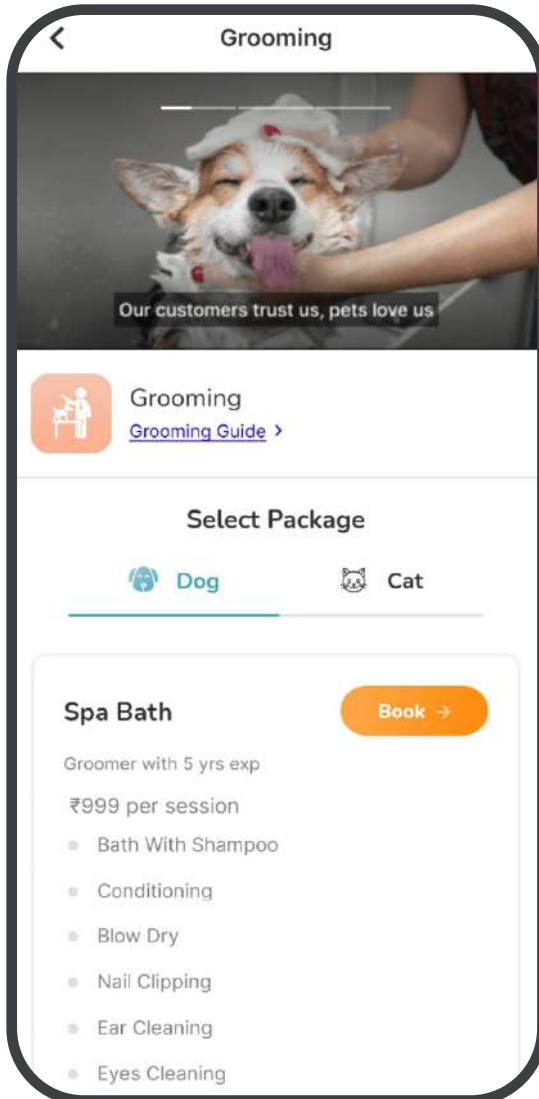 Grooming
Our customers trust us, pets love us
Grooming
Grooming Guide >
Select Package
Dog
Cat
Spa Bath
Book →
Groomer with 5 yrs exp
₹999 per session
Bath With Shampoo
Conditioning
Blow Dry
Nail Clipping
Ear Cleaning
Eyes Cleaning